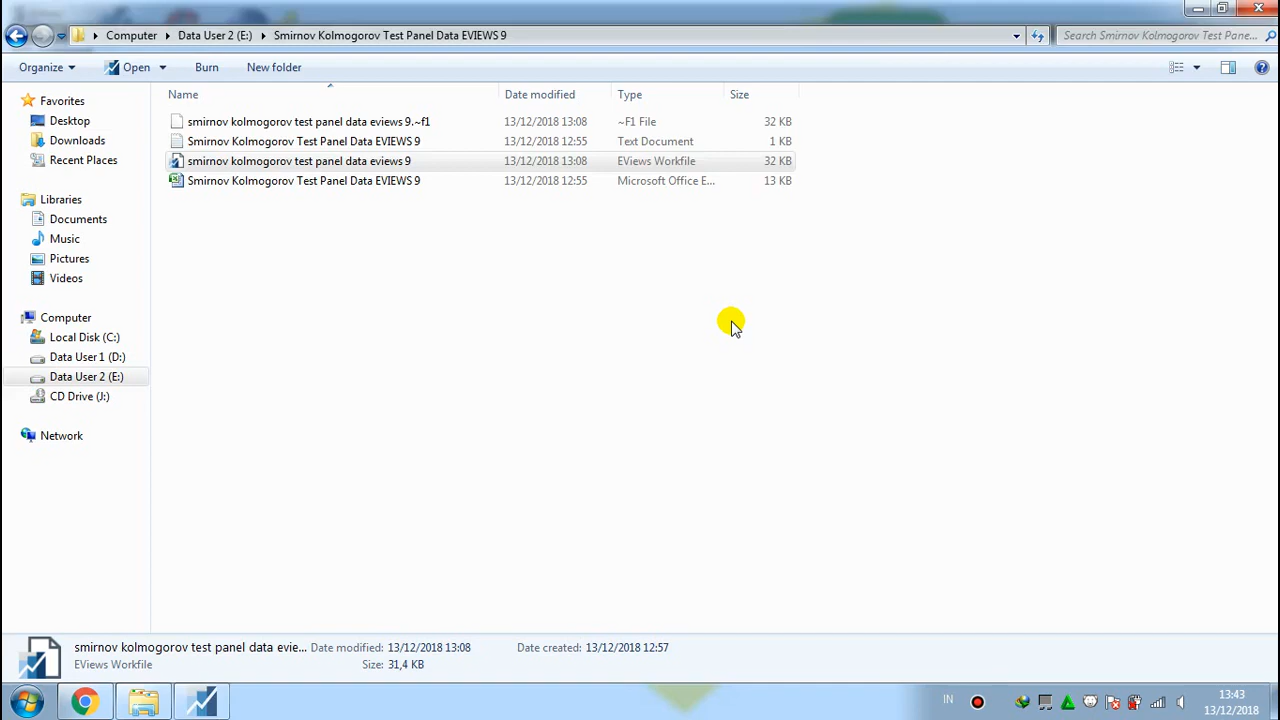 Computer Data User 2 (E:) Smirnov Kolmogorov Test Panel Data EVIEWS 9 Search Smirnov Kolmogorov Test Pane...
Organize Open Burn New folder
Name Date modified Type Size
Favorites
Desktop
Downloads
Recent Places
Libraries
Documents
Music
Pictures
Videos
Computer
Local Disk (C:)
Data User 1 (D:)
Data User 2 (E:)
CD Drive (J:)
Network
smirnov kolmogorov test panel data eviews 9.~f1 13/12/2018 13:08 ~F1 File 32 KB
Smirnov Kolmogorov Test Panel Data EVIEWS 9 13/12/2018 12:55 Text Document 1 KB
smirnov kolmogorov test panel data eviews 9 13/12/2018 13:08 EViews Workfile 32 KB
Smirnov Kolmogorov Test Panel Data EVIEWS 9 13/12/2018 12:55 Microsoft Office E... 13 KB
smirnov kolmogorov test panel data evie... Date modified: 13/12/2018 13:08 Date created: 13/12/2018 12:57
EViews Workfile Size: 31,4 KB
IN 13:43
13/12/2018